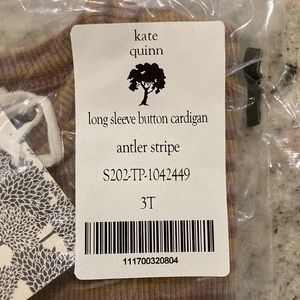 kate
quinn
long sleeve button cardigan
antler stripe
S202-TP-1042449
3T
111700320804